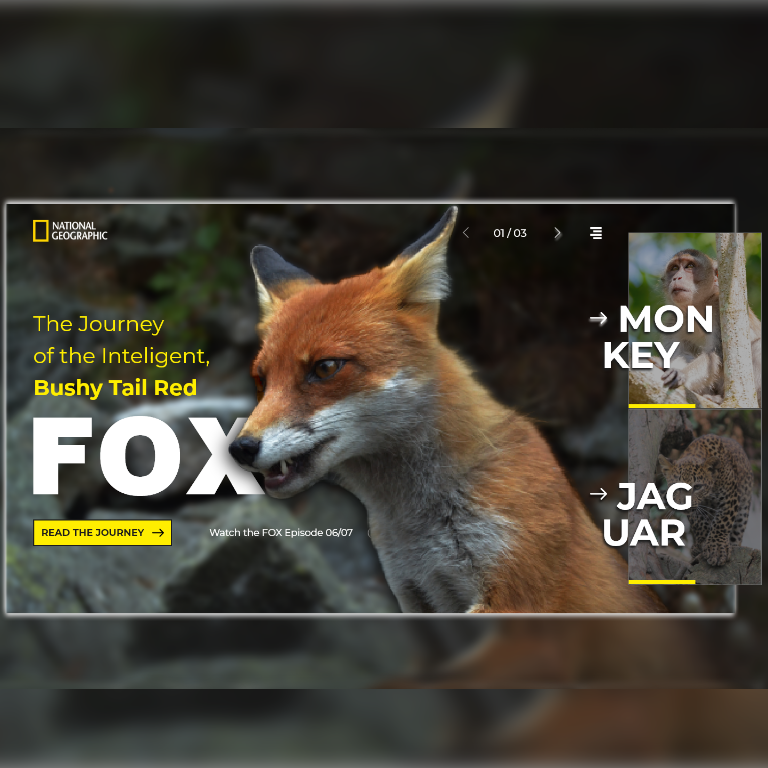 NATIONAL
GEOGRAPHIC
01 / 03
The Journey
of the Inteligent,
Bushy Tail Red
FOX
READ THE JOURNEY
Watch the FOX Episode 06/07
MON
KEY
JAG
UAR